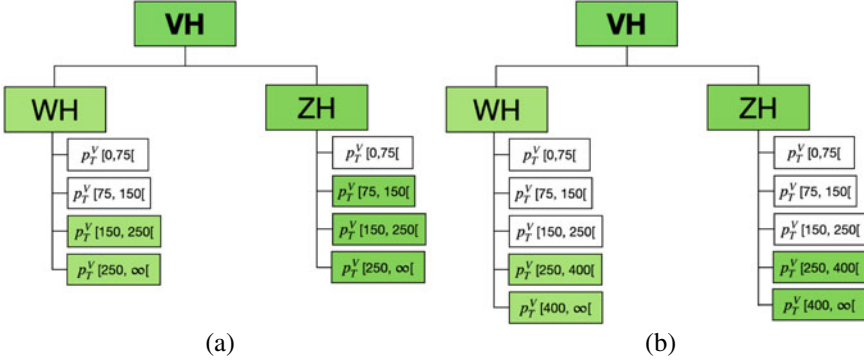 VH
WH
ZH
p_T^V [0,75[
p_T^V [75, 150[
p_T^V [150, 250[
p_T^V [250, ∞[
p_T^V [0,75[
p_T^V [75, 150[
p_T^V [150, 250[
p_T^V [250, ∞[
(a)
VH
WH
ZH
p_T^V [0,75[
p_T^V [75, 150[
p_T^V [150, 250[
p_T^V [250, 400[
p_T^V [400, ∞[
p_T^V [0,75[
p_T^V [75, 150[
p_T^V [150, 250[
p_T^V [250, 400[
p_T^V [400, ∞[
(b)